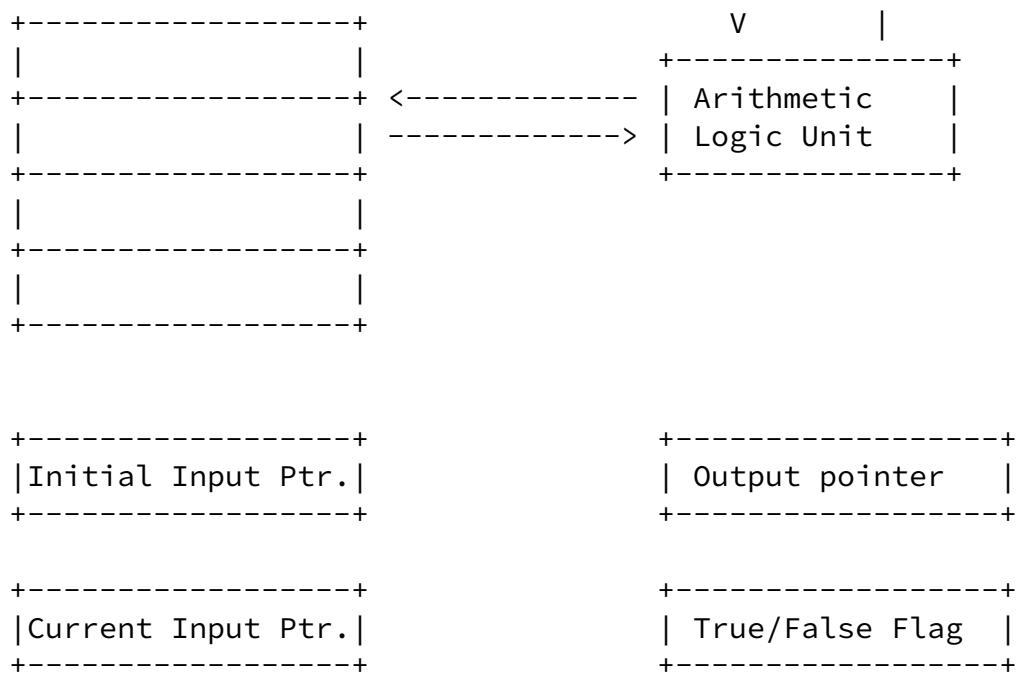 V
Arithmetic
Logic Unit
Initial Input Ptr.
Output pointer
Current Input Ptr.
True/False Flag